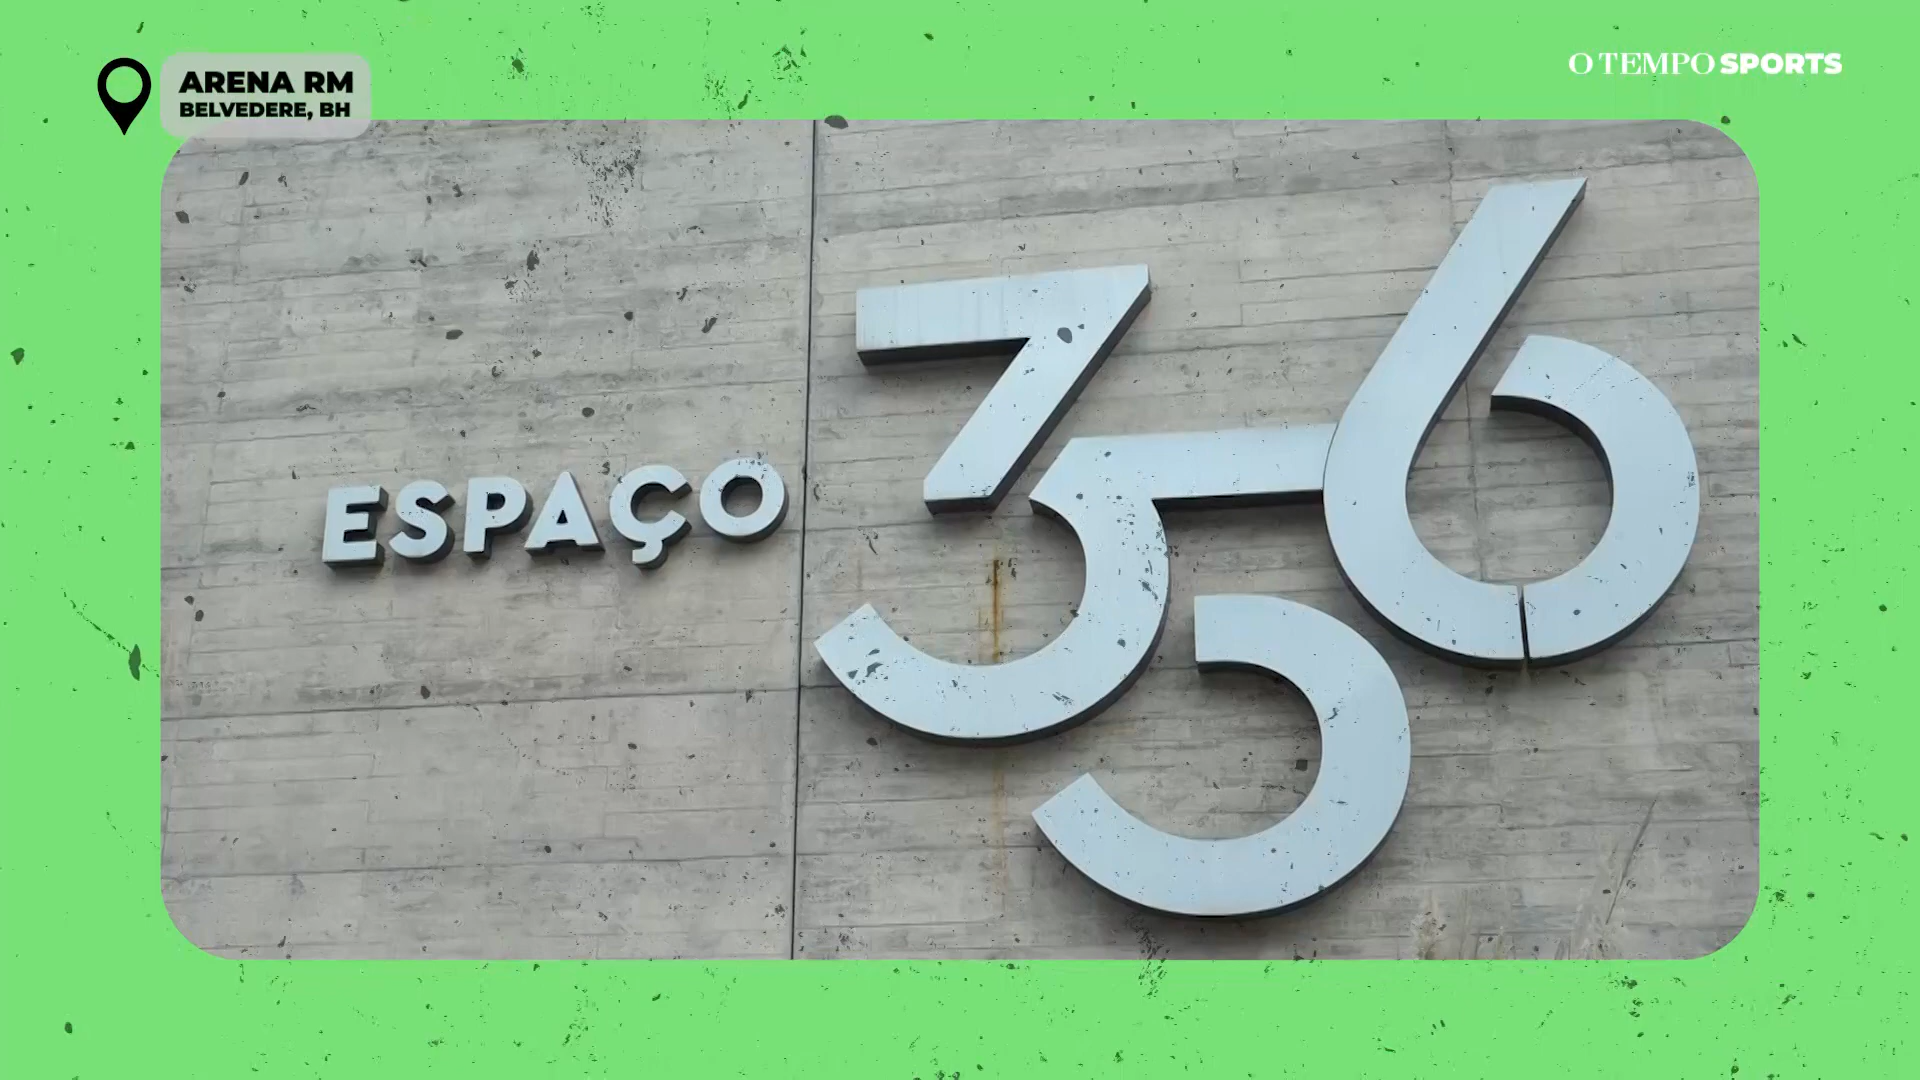 ARENA RM
BELVEDERE, BH
O TEMPO SPORTS
ESPAÇO
356